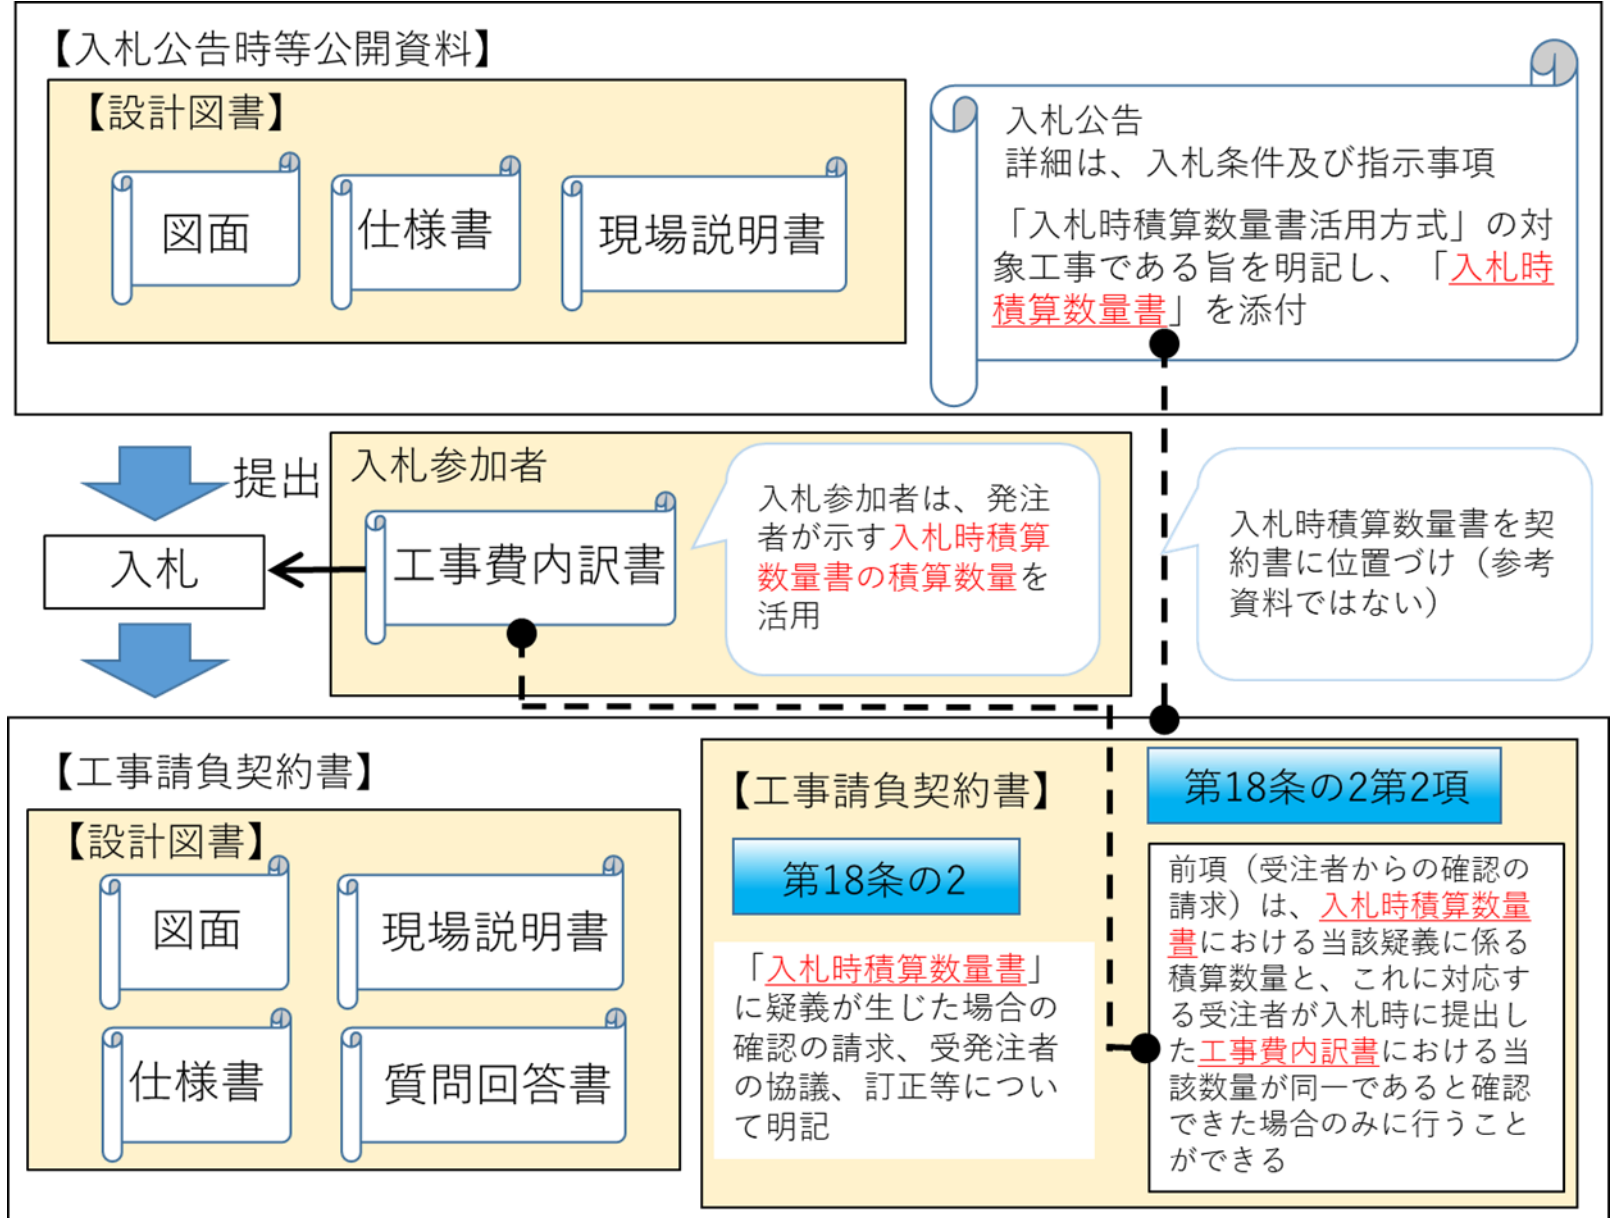 【入札公告時等公開資料】
【設計図書】
図面
仕様書
現場説明書
入札公告
詳細は、入札条件及び指示事項
「入札時積算数量書活用方式」の対
象工事である旨を明記し、「入札時
積算数量書」を添付
提出
入札
入札参加者
工事費内訳書
入札参加者は、発注
者が示す入札時積算
数量書の積算数量を
活用
入札時積算数量書を契
約書に位置づけ（参考
資料ではない）
【工事請負契約書】
【設計図書】
図面
現場説明書
仕様書
質問回答書
【工事請負契約書】
第18条の2
「入札時積算数量書」
に疑義が生じた場合の
確認の請求、受発注者
の協議、訂正等につい
て明記
第18条の2第2項
前項（受注者からの確認の
請求）は、入札時積算数量
書における当該疑義に係る
積算数量と、これに対応す
る受注者が入札時に提出し
た工事費内訳書における当
該数量が同一であると確認
できた場合のみに行うこと
ができる